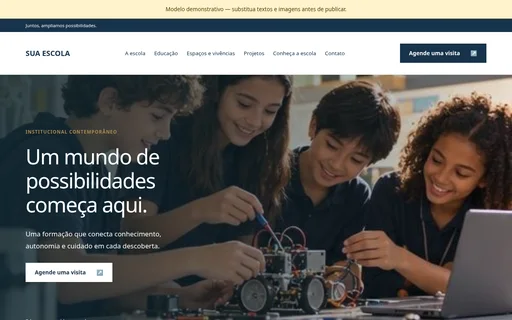 Modelo demonstrativo — substitua textos e imagens antes de publicar.
Juntos, ampliamos possibilidades.
SUA ESCOLA
A escola Educação Espaços e vivências Projetos Conheça a escola Contato
Agende uma visita
INSTITUCIONAL CONTEMPORÂNEO
Um mundo de
possibilidades
começa aqui.
Uma formação que conecta conhecimento,
autonomia e cuidado em cada descoberta.
Agende uma visita